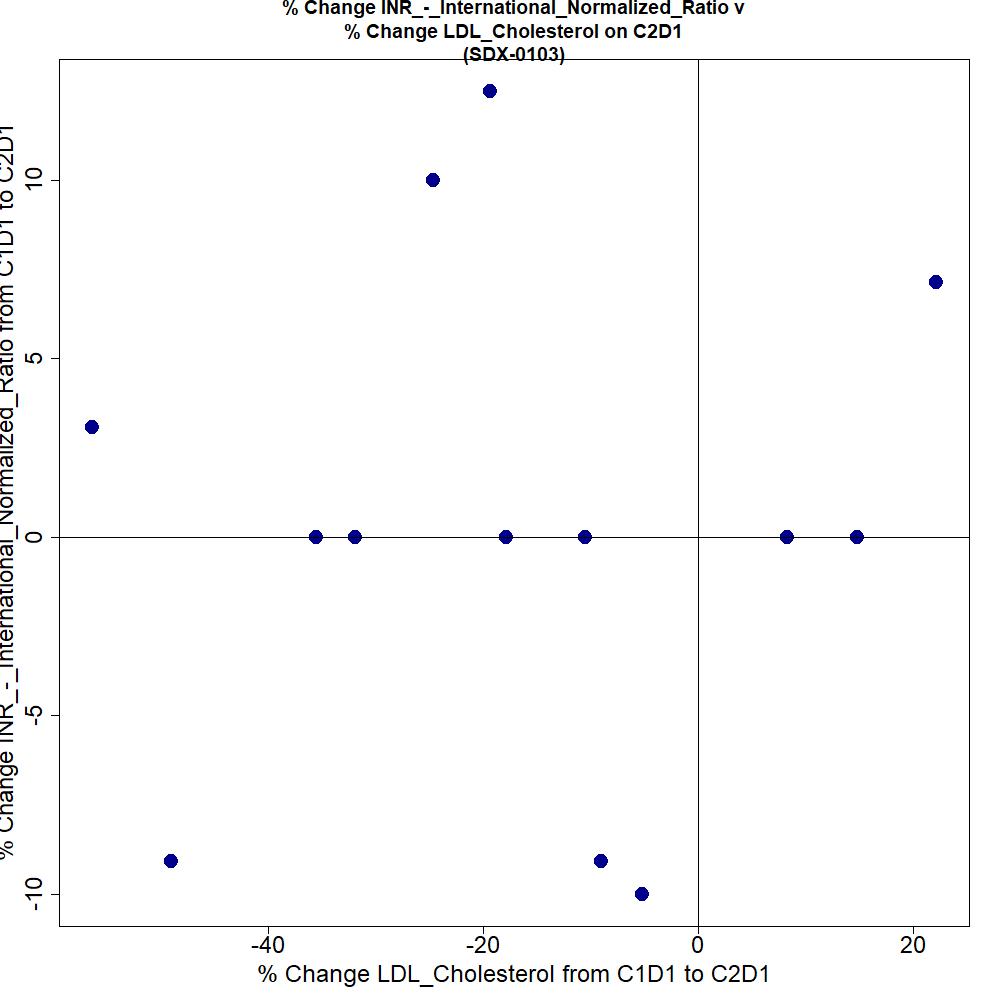 % Change INR_-_International_Normalized_Ratio v
% Change LDL_Cholesterol on C2D1
(SDX-0103)
% Change INR_-_International_Normalized_Ratio from C1D1 to C2D1
10
5
0
-5
-10
-40
-20
0
20
% Change LDL_Cholesterol from C1D1 to C2D1